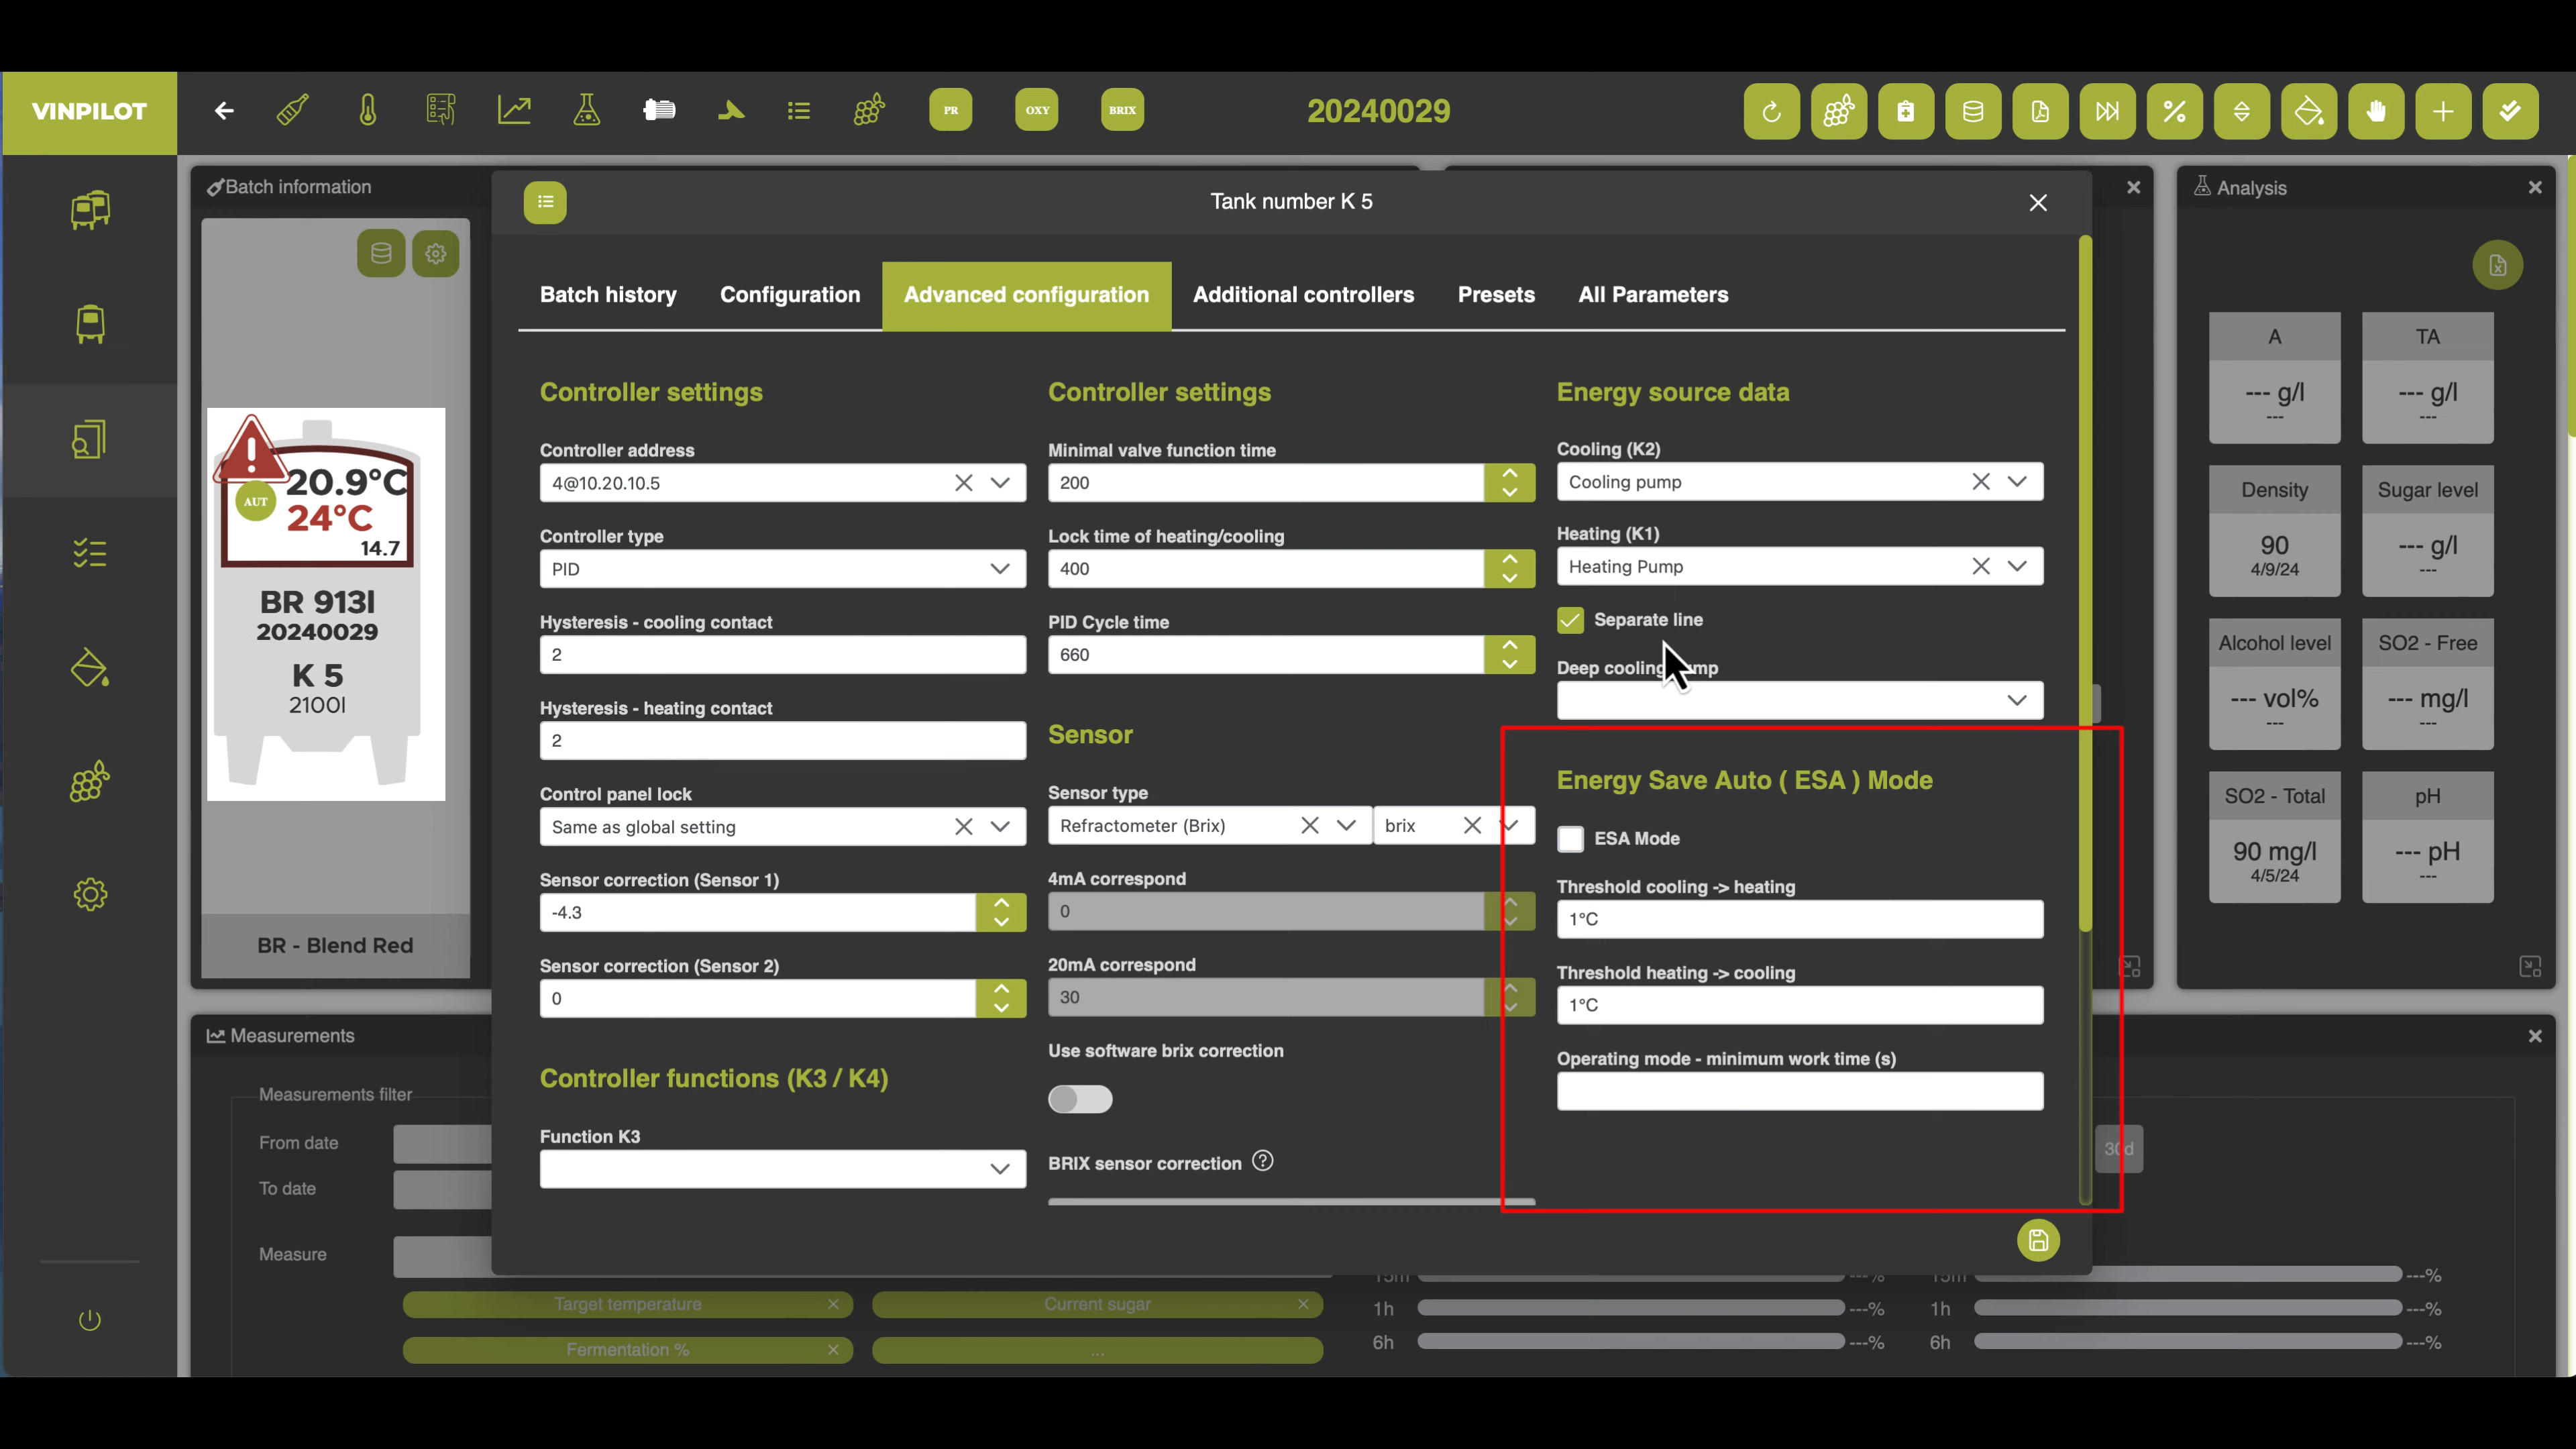 VINPILOT
PR
OXY
BRIX
20240029
Batch information
20.9°C
AUT
24°C
14.7
BR 913l
20240029
K 5
2100l
BR - Blend Red
Tank number K 5
Batch history
Configuration
Advanced configuration
Additional controllers
Presets
All Parameters
Controller settings
Controller address
4@10.20.10.5
Controller type
PID
Hysteresis - cooling contact
2
Hysteresis - heating contact
2
Control panel lock
Same as global setting
Sensor correction (Sensor 1)
-4.3
Sensor correction (Sensor 2)
0
Controller functions (K3 / K4)
Function K3
Controller settings
Minimal valve function time
200
Lock time of heating/cooling
400
PID Cycle time
660
Sensor
Sensor type
Refractometer (Brix)
brix
4mA correspond
0
20mA correspond
30
Use software brix correction
BRIX sensor correction ?
Energy source data
Cooling (K2)
Cooling pump
Heating (K1)
Heating Pump
Separate line
Deep cooling
Energy Save Auto ( ESA ) Mode
ESA Mode
Threshold cooling -> heating
1°C
Threshold heating -> cooling
1°C
Operating mode - minimum work time (s)
Analysis
A
--- g/l
---
TA
--- g/l
---
Density
90
4/9/24
Sugar level
--- g/l
---
Alcohol level
--- vol%
---
SO2 - Free
--- mg/l
---
SO2 - Total
90 mg/l
4/5/24
pH
--- pH
---
Measurements
Measurements filter
From date
To date
Measure
Target temperature
Current sugar
Fermentation %
...
30d
15m ---%
15m ---%
1h ---%
1h ---%
6h ---%
6h ---%